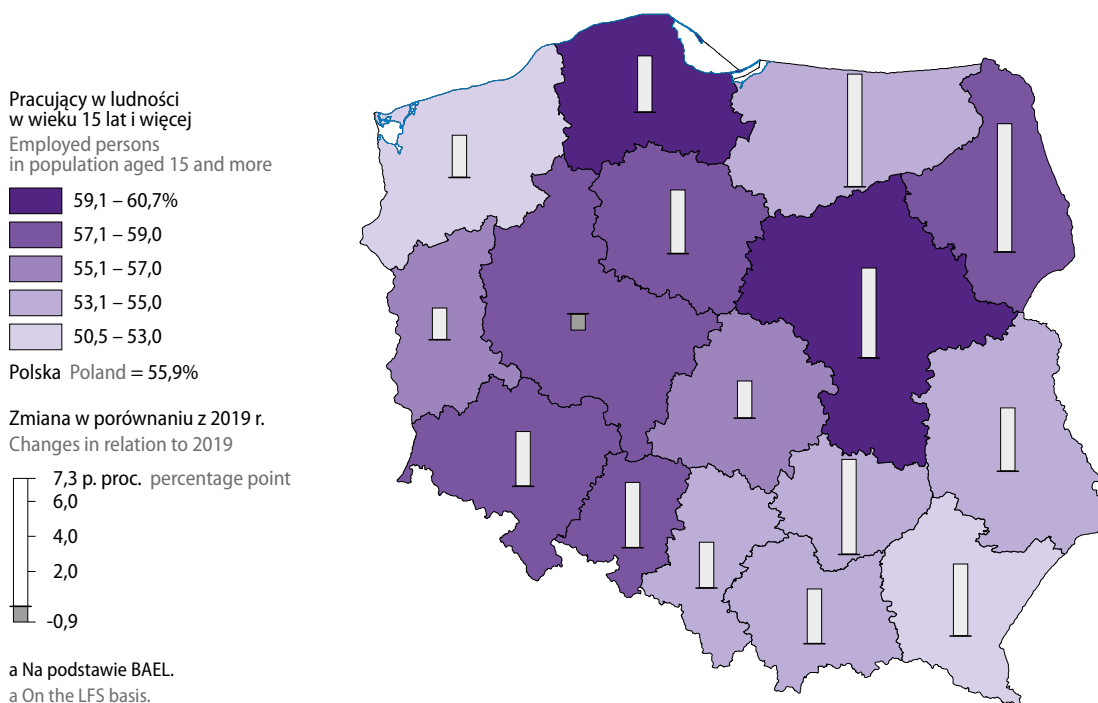 Pracujący w ludności
w wieku 15 lat i więcej
Employed persons
in population aged 15 and more
59,1 – 60,7%
57,1 – 59,0
55,1 – 57,0
53,1 – 55,0
50,5 – 53,0
Polska Poland = 55,9%
Zmiana w porównaniu z 2019 r.
Changes in relation to 2019
7,3 p. proc. percentage point
6,0
4,0
2,0
-0,9
a Na podstawie BAEL.
a On the LFS basis.